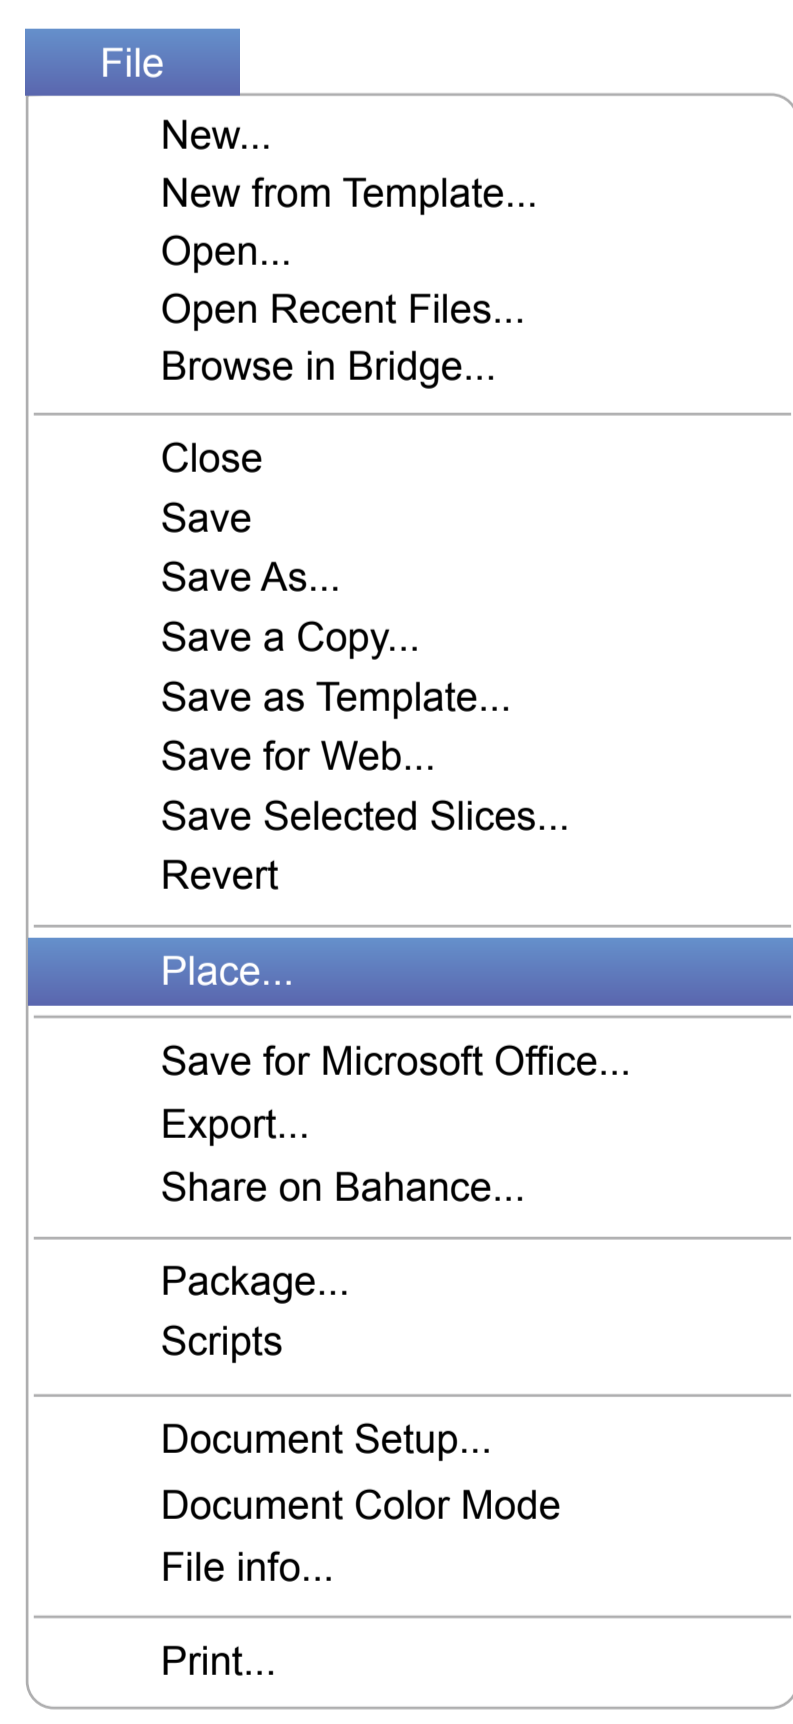 File
New...
New from Template...
Open...
Open Recent Files...
Browse in Bridge...
Close
Save
Save As...
Save a Copy...
Save as Template...
Save for Web...
Save Selected Slices...
Revert
Place...
Save for Microsoft Office...
Export...
Share on Bahance...
Package...
Scripts
Document Setup...
Document Color Mode
File info...
Print...